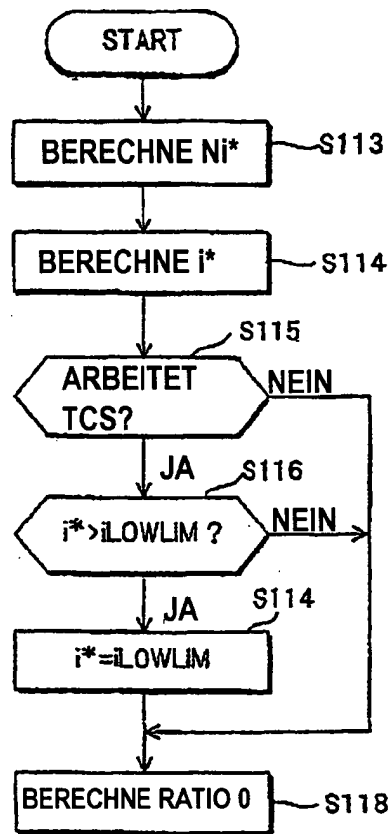 START
BERECHNE Ni*
S113
BERECHNE i*
S114
S115
ARBEITET
TCS?
NEIN
JA
S116
i*>iLOWLIM ?
NEIN
JA
S114
i*=iLOWLIM
BERECHNE RATIO 0
S118